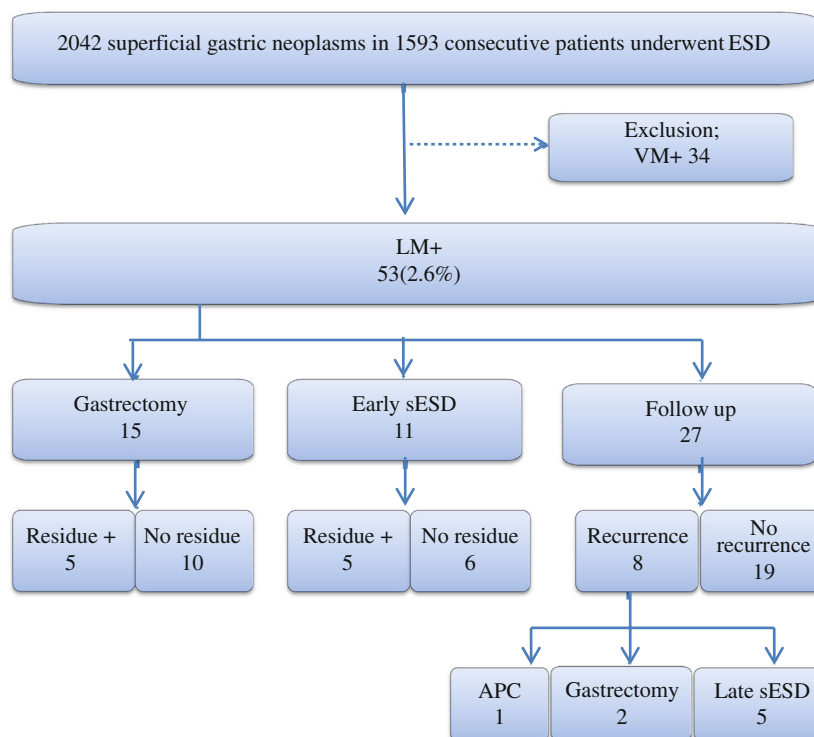 2042 superficial gastric neoplasms in 1593 consecutive patients underwent ESD
Exclusion;
VM+ 34
LM+
53(2.6%)
Gastrectomy
15
Early sESD
11
Follow up
27
Residue +
5
No residue
10
Residue +
5
No residue
6
Recurrence
8
No
recurrence
19
APC
1
Gastrectomy
2
Late sESD
5